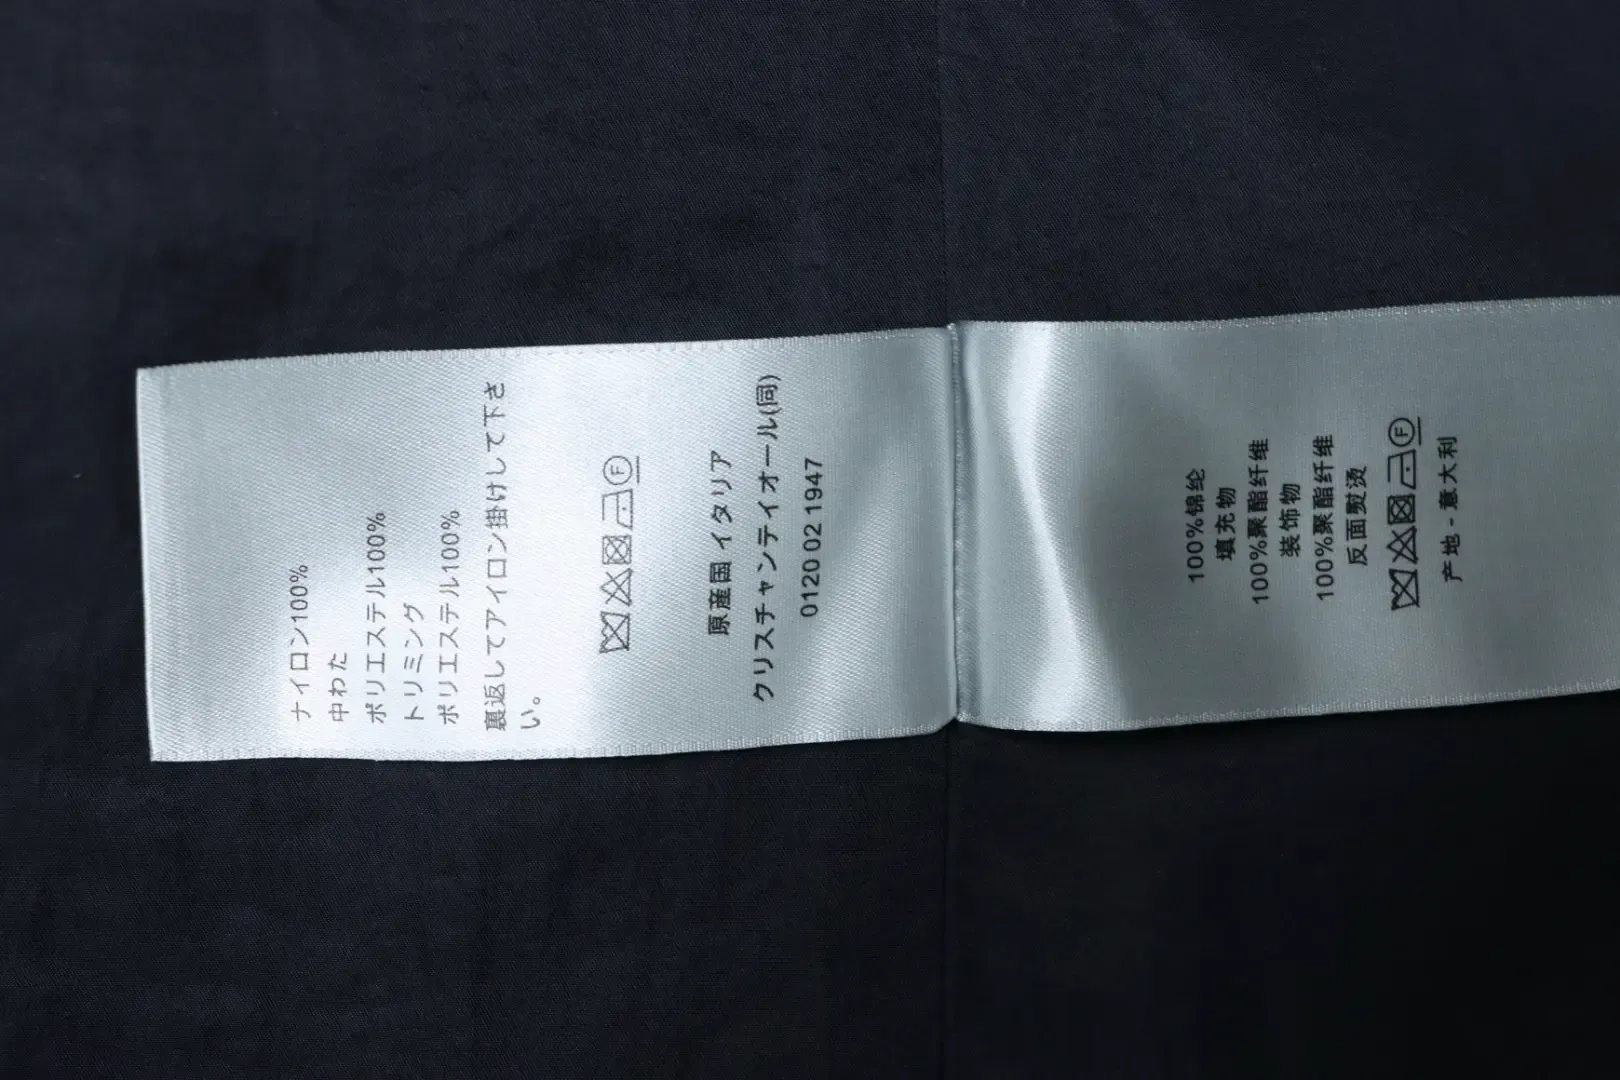 ナイロン100%
中わた
ポリエステル100%
トリミング
ポリエステル100%
裏返してアイロン掛けして下さ
い。
F
原産国 イタリア
クリスチャンディオール(同)
0120 02 1947
100%锦纶
填充物
100%聚酯纤维
装饰物
100%聚酯纤维
反面熨烫
F
产地 - 意大利